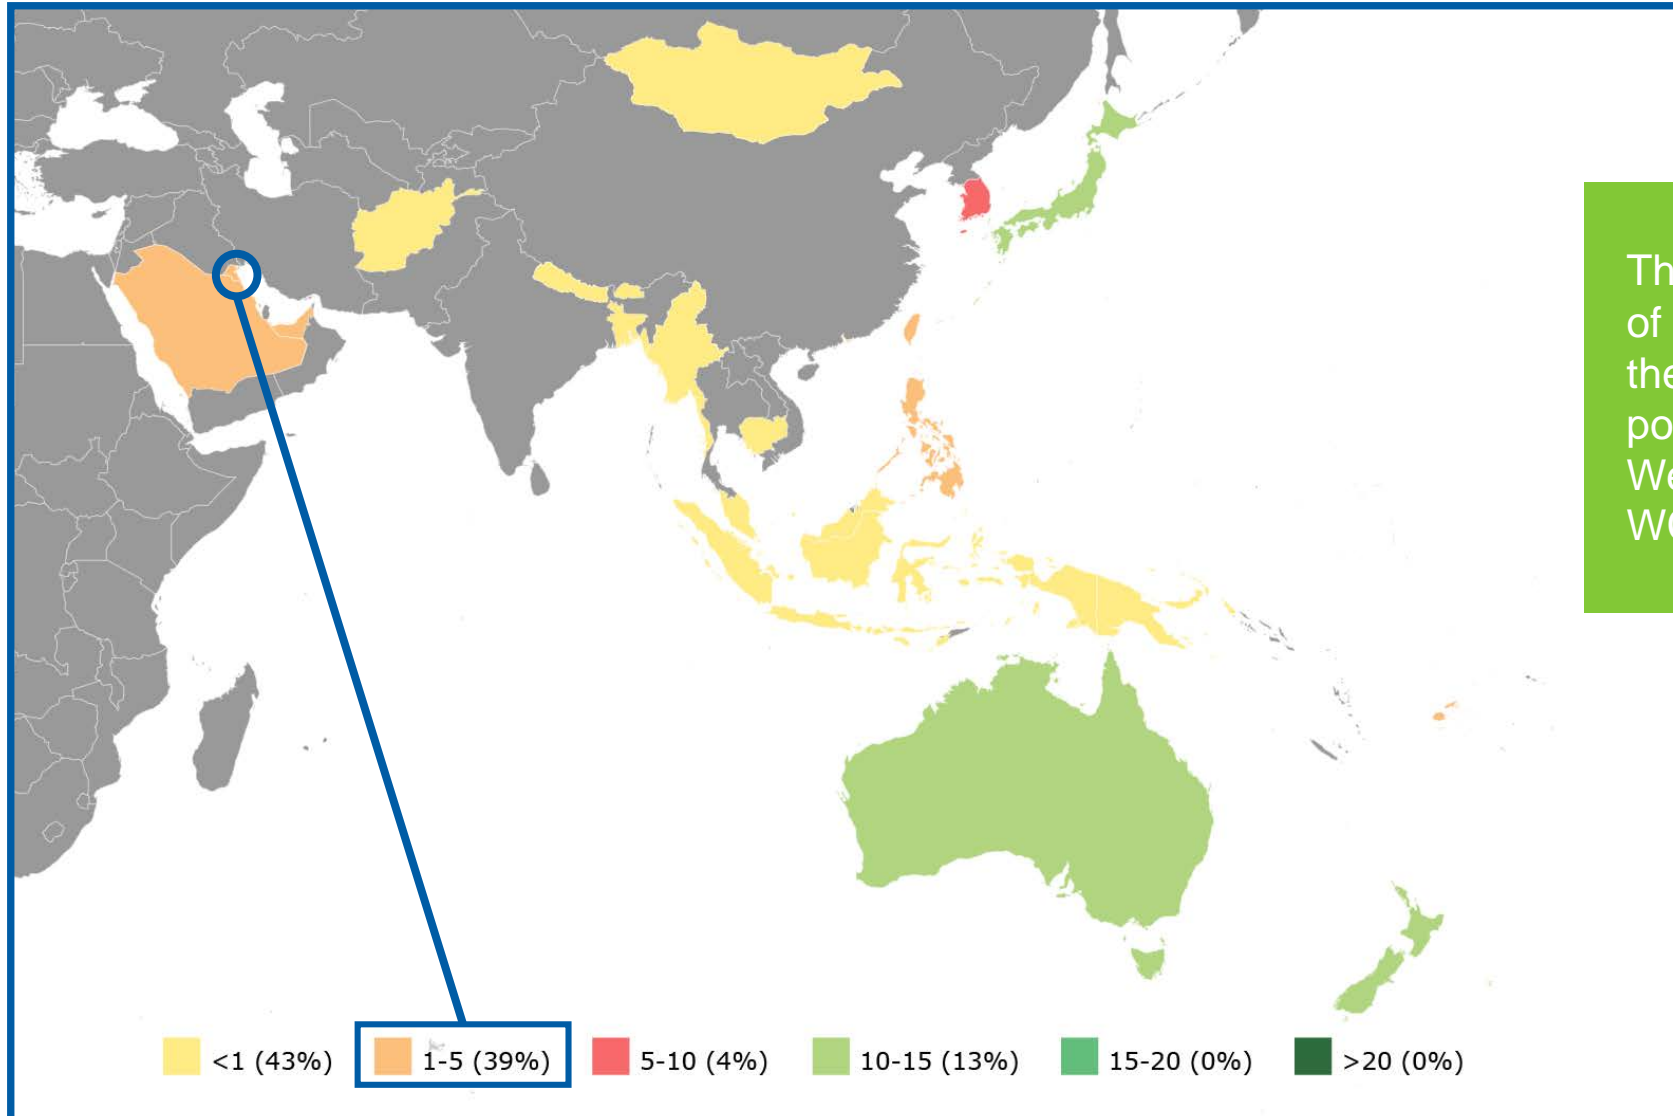 Th
of
the
po
We
<1 (43%)
1-5 (39%)
5-10 (4%)
10-15 (13%)
15-20 (0%)
>20 (0%)